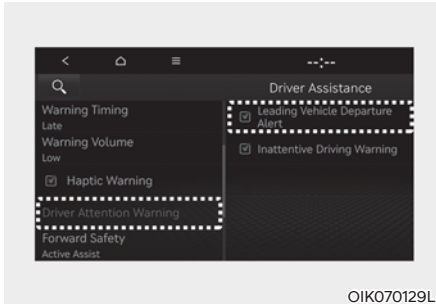 --:--
Driver Assistance
Warning Timing
Late
Warning Volume
Low
Haptic Warning
Driver Attention Warning
Forward Safety
Active Assist
Leading Vehicle Departure
Alert
Inattentive Driving Warning
OIK070129L